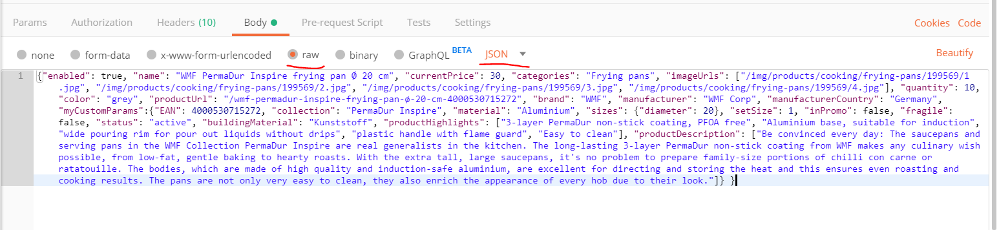 Params Authorization Headers (10) Body Pre-request Script Tests Settings Cookies Code
none form-data x-www-form-urlencoded raw binary GraphQL BETA JSON Beautify
1 {"enabled": true, "name": "WMF PermaDur Inspire frying pan Ø 20 cm", "currentPrice": 30, "categories": "Frying pans", "imageUrls": ["/img/products/cooking/frying-pans/199569/1
.jpg", "/img/products/cooking/frying-pans/199569/2.jpg", "/img/products/cooking/frying-pans/199569/3.jpg", "/img/products/cooking/frying-pans/199569/4.jpg"], "quantity": 10,
"color": "grey", "productUrl": "/wmf-permadur-inspire-frying-pan-ø-20-cm-4000530715272", "brand": "WMF", "manufacturer": "WMF Corp", "manufacturerCountry": "Germany",
"myCustomParams":{"EAN": 4000530715272, "collection": "PermaDur Inspire", "material": "Aluminium", "sizes": {"diameter": 20}, "setSize": 1, "inPromo": false, "fragile":
false, "status": "active", "buildingMaterial": "Kunststoff", "productHighlights": ["3-layer PermaDur non-stick coating, PFOA free", "Aluminium base, suitable for induction",
"wide pouring rim for pour out liquids without drips", "plastic handle with flame guard", "Easy to clean"], "productDescription": ["Be convinced every day: The saucepans and
serving pans in the WMF Collection PermaDur Inspire are real generalists in the kitchen. The long-lasting 3-layer PermaDur non-stick coating from WMF makes any culinary wish
possible, from low-fat, gentle baking to hearty roasts. With the extra tall, large saucepans, it's no problem to prepare family-size portions of chilli con carne or
ratatouille. The bodies, which are made of high quality and induction-safe aluminium, are excellent for directing and storing the heat and this ensures even roasting and
cooking results. The pans are not only very easy to clean, they also enrich the appearance of every hob due to their look."]} }